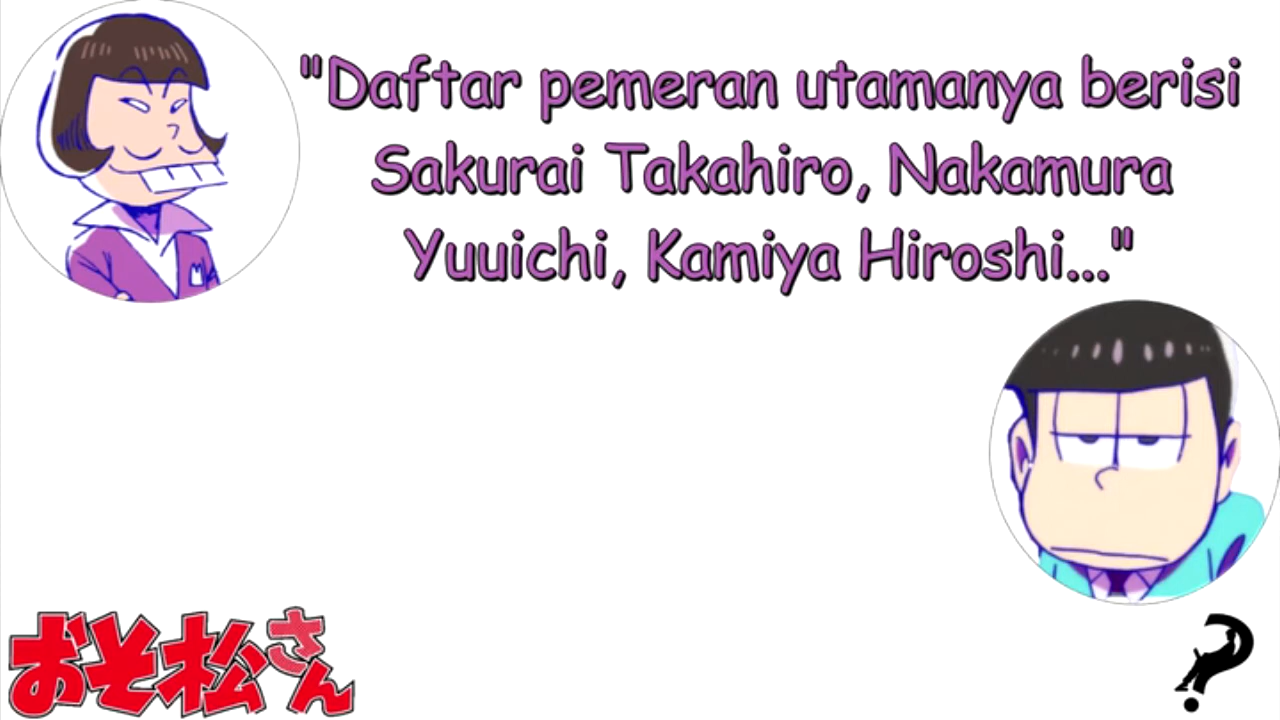 "Daftar pemeran utamanya berisi
Sakurai Takahiro, Nakamura
Yuuichi, Kamiya Hiroshi..."
おそ松さん
?